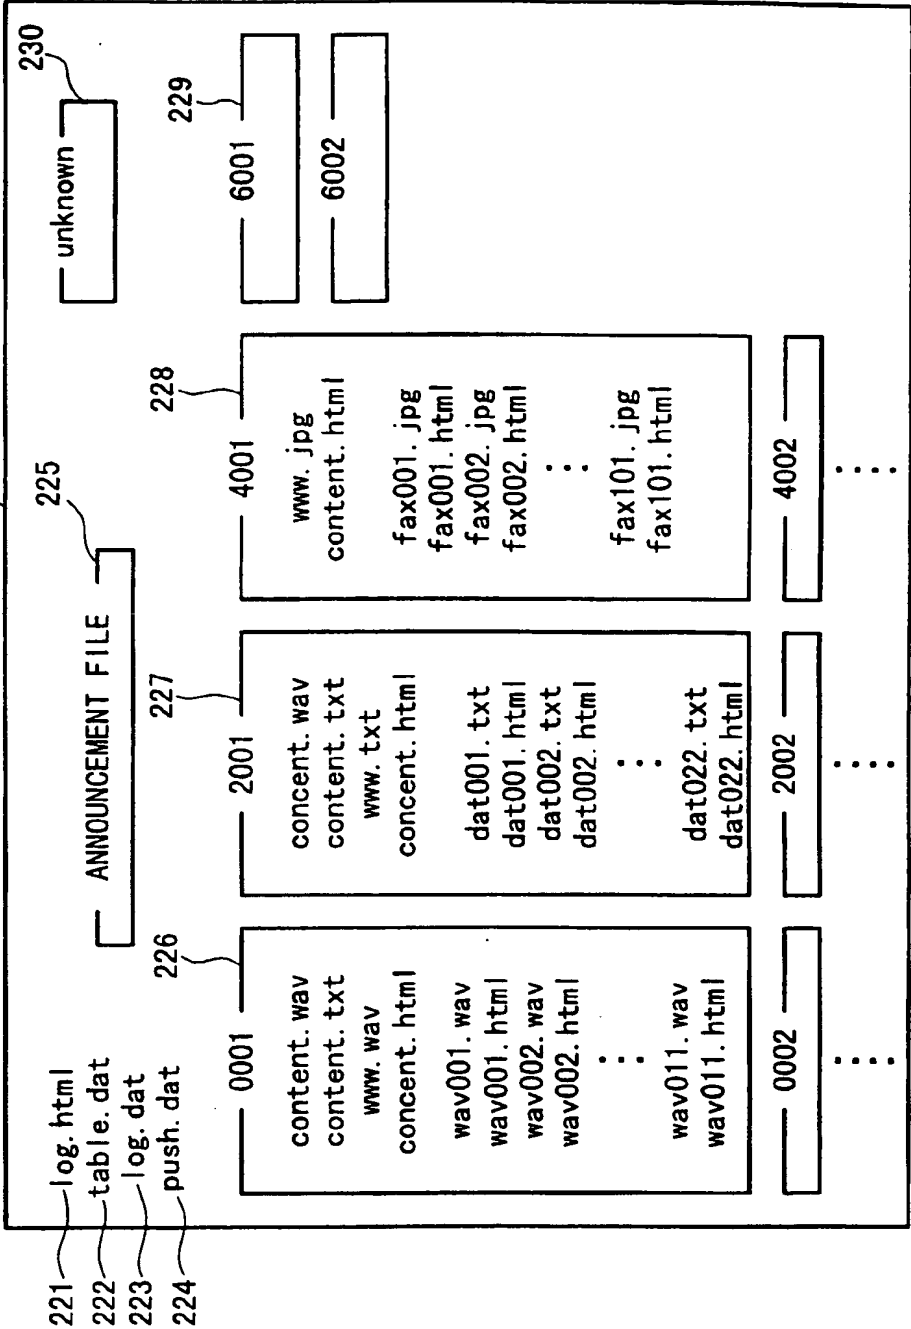 221 log.html
222 table.dat
223 log.dat
224 push.dat
ANNOUNCEMENT FILE 225
unknown 230
0001 226
content.wav
content.txt
www.wav
concent.html
wav001.wav
wav001.html
wav002.wav
wav002.html
⋮
wav011.wav
wav011.html
0002
....
2001 227
concent.wav
content.txt
www.txt
concent.html
dat001.txt
dat001.html
dat002.txt
dat002.html
⋮
dat022.txt
dat022.html
2002
....
4001 228
www.jpg
content.html
fax001.jpg
fax001.html
fax002.jpg
fax002.html
⋮
fax101.jpg
fax101.html
4002
....
6001 229
6002